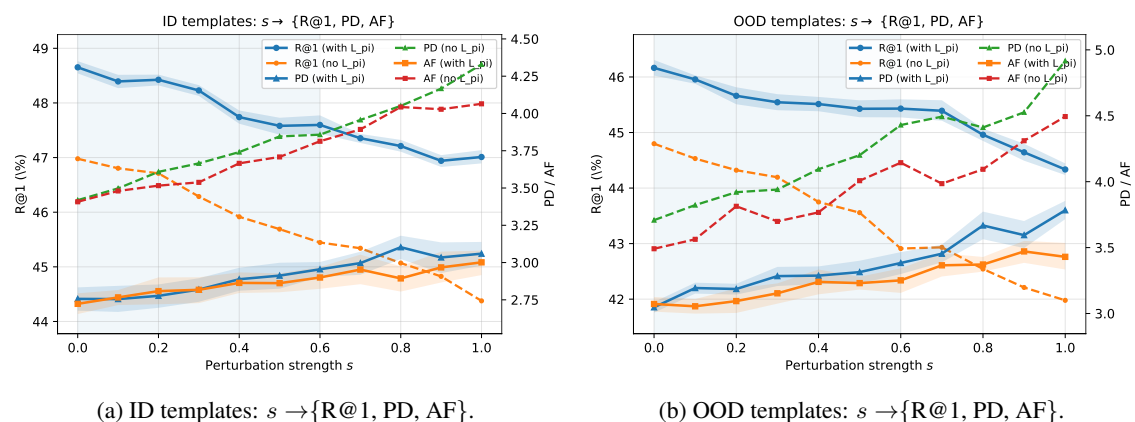 ID templates: s → {R@1, PD, AF}
49
48
47
46
45
44
R@1 (\%)
4.50
4.25
4.00
3.75
3.50
3.25
3.00
2.75
PD / AF
R@1 (with L_pi)
R@1 (no L_pi)
PD (with L_pi)
PD (no L_pi)
AF (with L_pi)
AF (no L_pi)
0.0 0.2 0.4 0.6 0.8 1.0
Perturbation strength s
(a) ID templates: s →{R@1, PD, AF}.
OOD templates: s → {R@1, PD, AF}
46
45
44
43
42
R@1 (\%)
5.0
4.5
4.0
3.5
3.0
PD / AF
R@1 (with L_pi)
R@1 (no L_pi)
PD (with L_pi)
PD (no L_pi)
AF (with L_pi)
AF (no L_pi)
0.0 0.2 0.4 0.6 0.8 1.0
Perturbation strength s
(b) OOD templates: s →{R@1, PD, AF}.